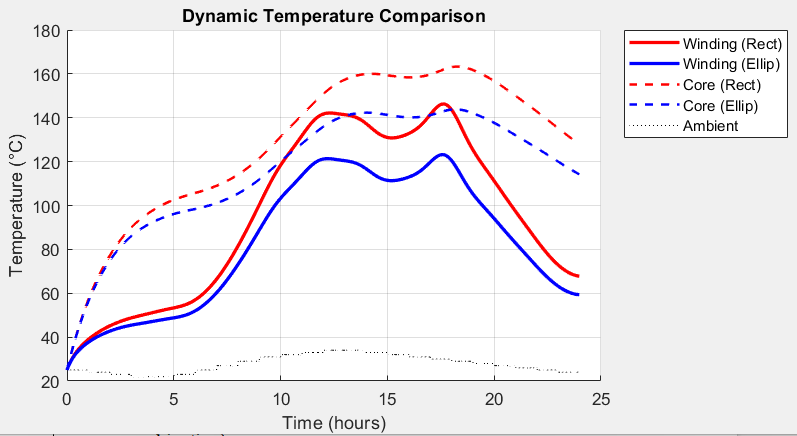 Dynamic Temperature Comparison
180
160
140
120
100
80
60
40
20
Temperature (°C)
0
5
10
15
20
25
Time (hours)
Winding (Rect)
Winding (Ellip)
Core (Rect)
Core (Ellip)
Ambient